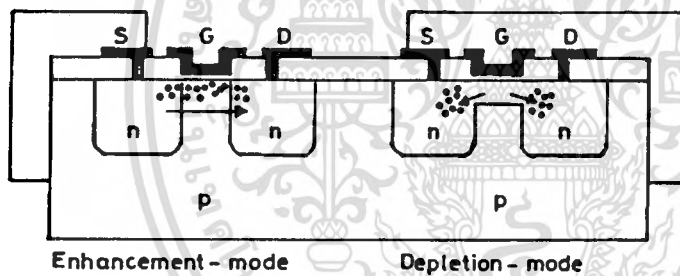 S G D S G D
n n n n
p p
Enhancement-mode Depletion-mode